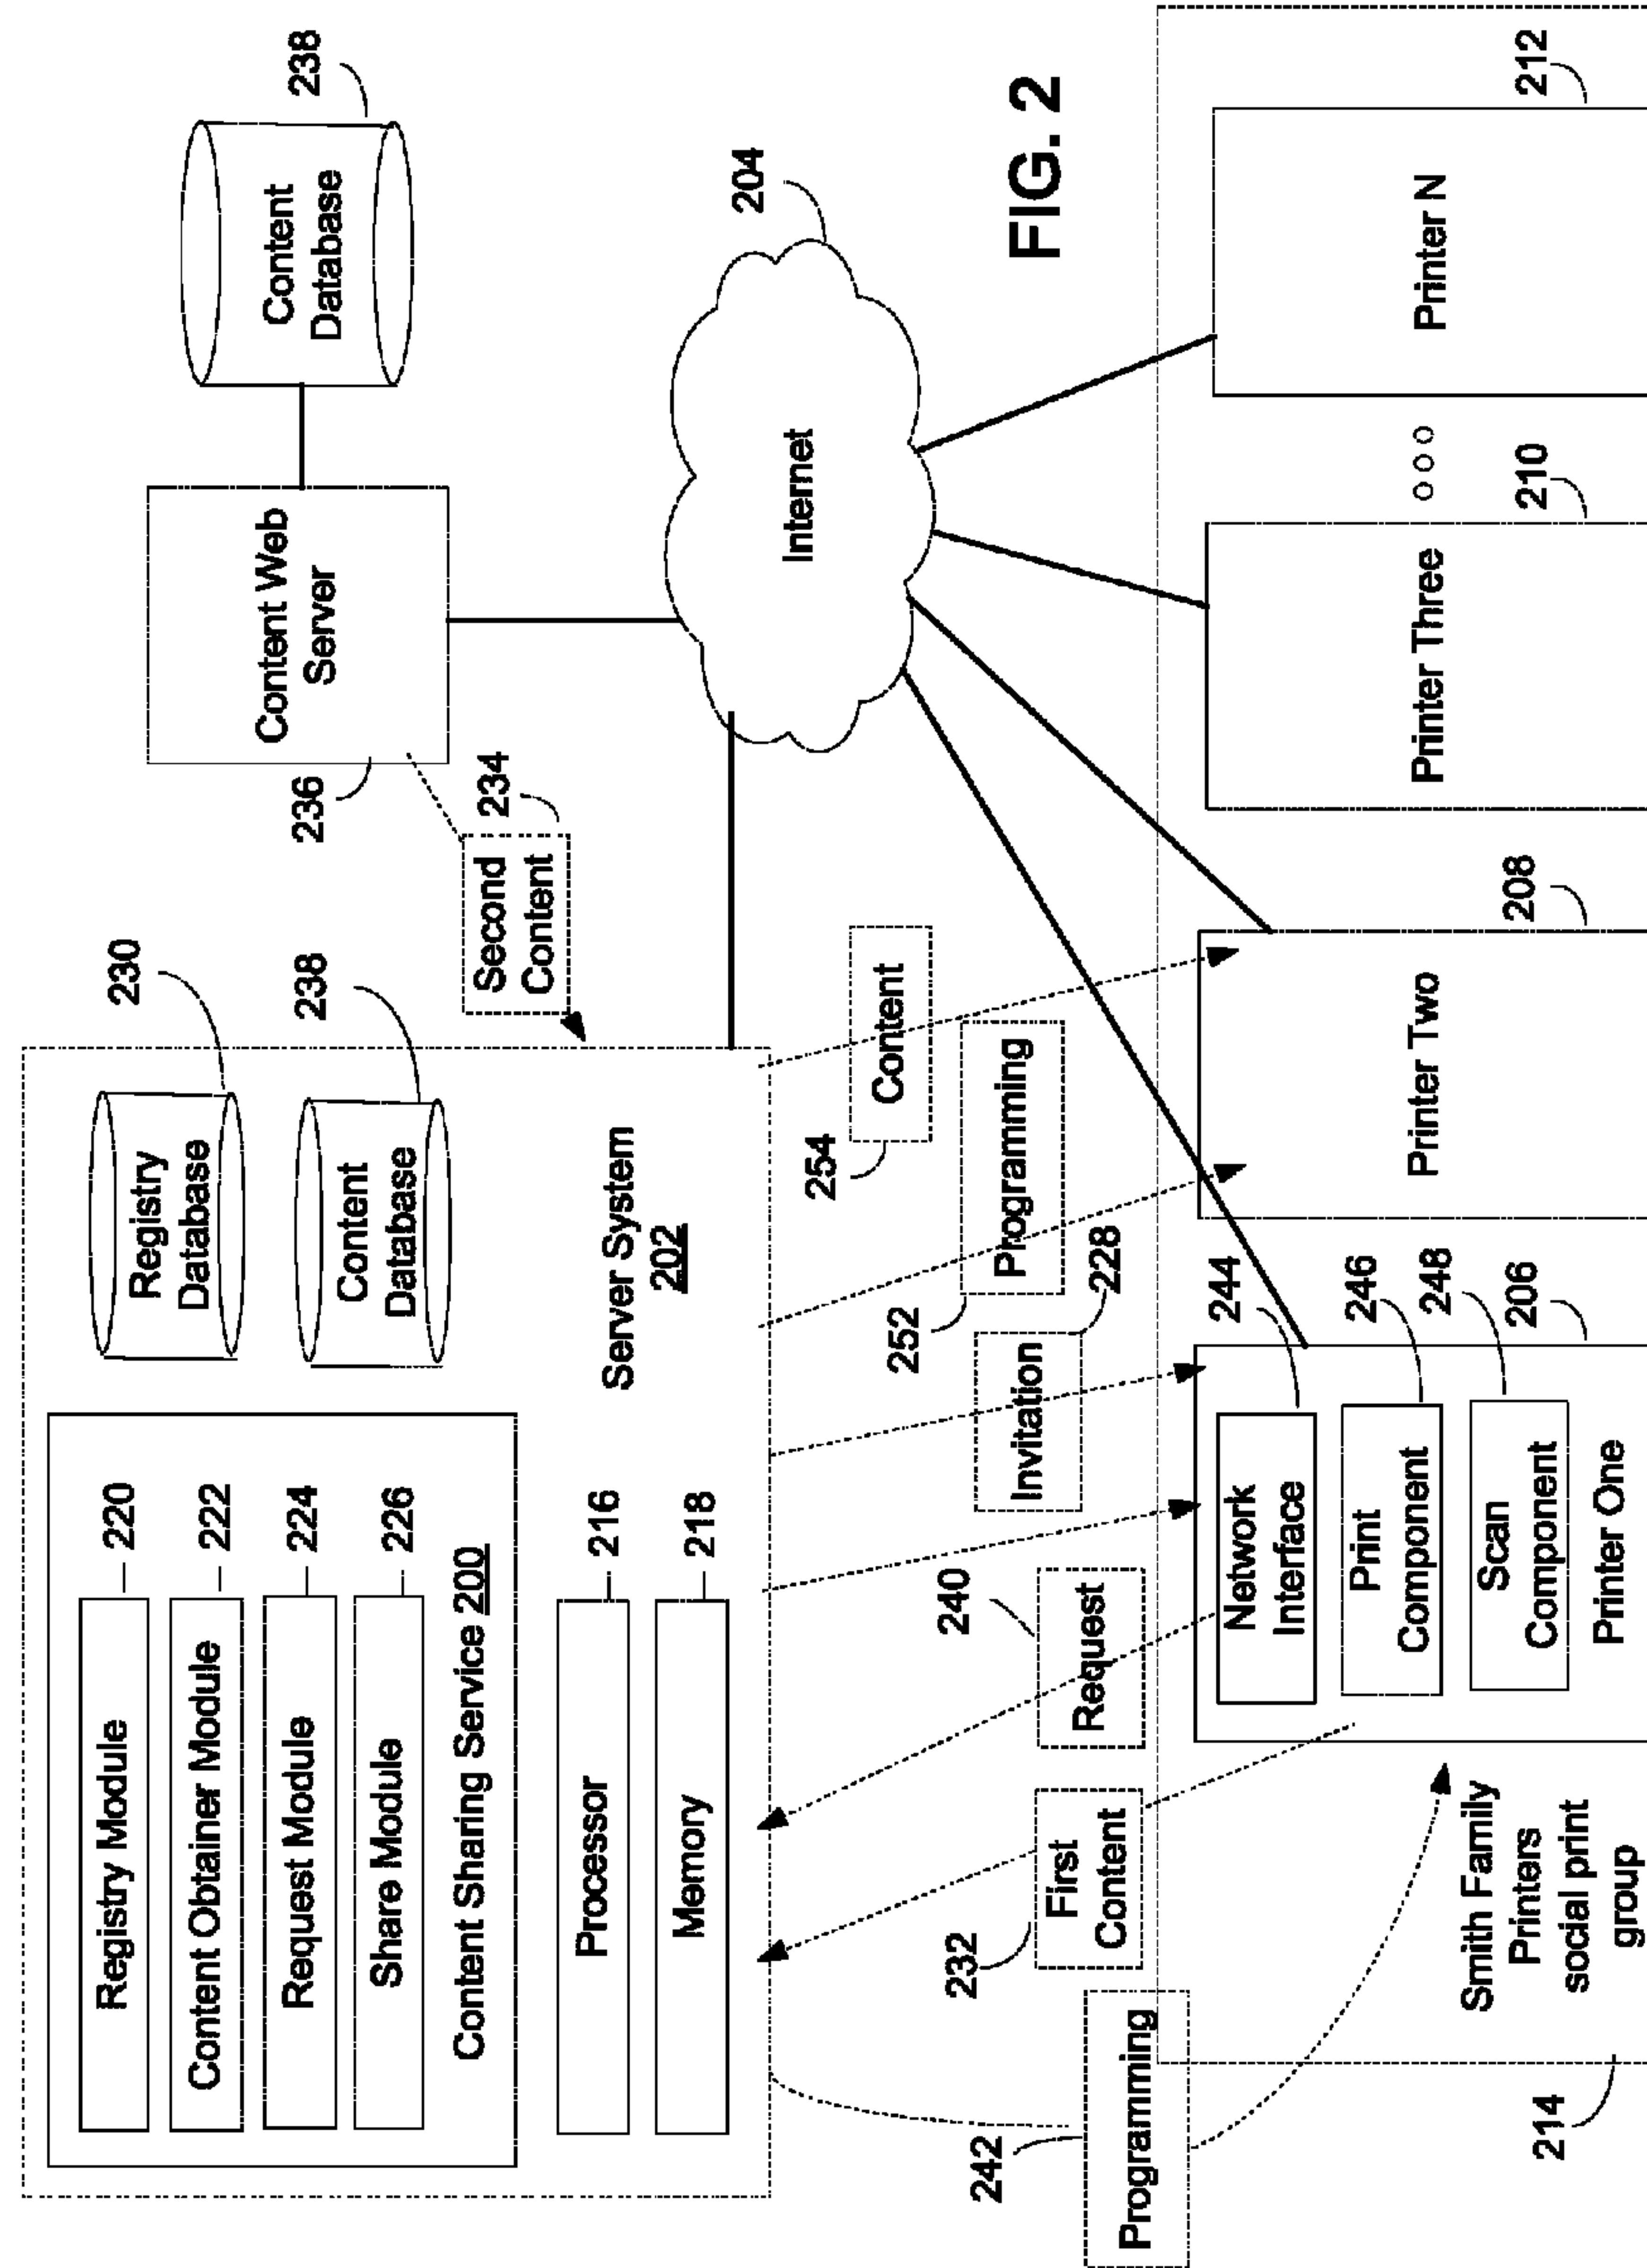 Registry Module
220
Content Obtainer Module
222
Request Module
224
Share Module
226
Content Sharing Service 200
Processor
216
Memory
218
Registry
Database
230
Content
Database
238
Server System
202
Second
Content
234
Content Web
Server
236
Content
Database
238
Internet
204
FIG. 2
Content
254
Programming
252
Invitation
228
Request
240
First
Content
232
Programming
242
Network
Interface
244
Print
Component
246
Scan
Component
248
Printer One
206
Printer Two
208
Printer Three
210
Printer N
212
Smith Family
Printers
social print
group
214